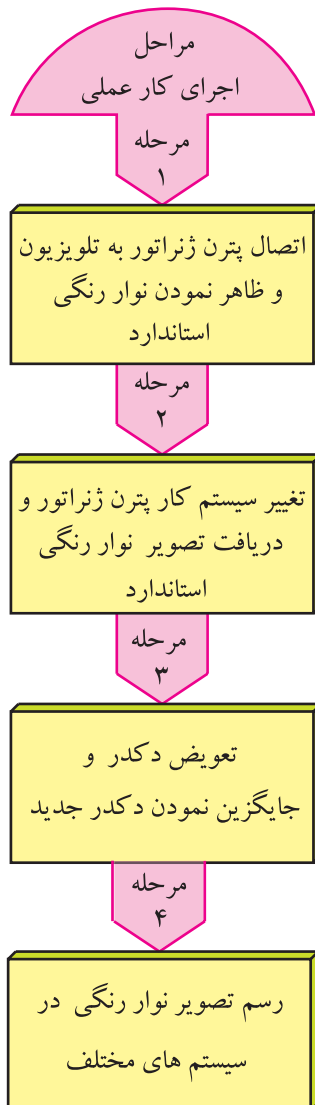 مراحل
اجرای کار عملی
مرحله
۱
اتصال پترن ژنراتور به تلویزیون
و ظاهر نمودن نوار رنگی
استاندارد
مرحله
۲
تغییر سیستم کار پترن ژنراتور و
دریافت تصویر نوار رنگی
استاندارد
مرحله
۳
تعویض دکدر و
جایگزین نمودن دکدر جدید
مرحله
۴
رسم تصویر نوار رنگی در
سیستم های مختلف